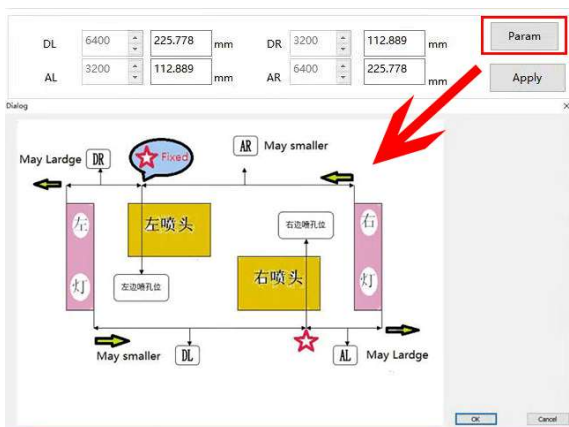 DL 6400 225.778 mm DR 3200 112.889 mm Param
AL 3200 112.889 mm AR 6400 225.778 mm Apply
Dialog
May Lardge DR Fixed AR May smaller
左灯
左喷头
右边喷孔位
右灯
左边喷孔位
右喷头
May smaller DL AL May Lardge
OK Cancel